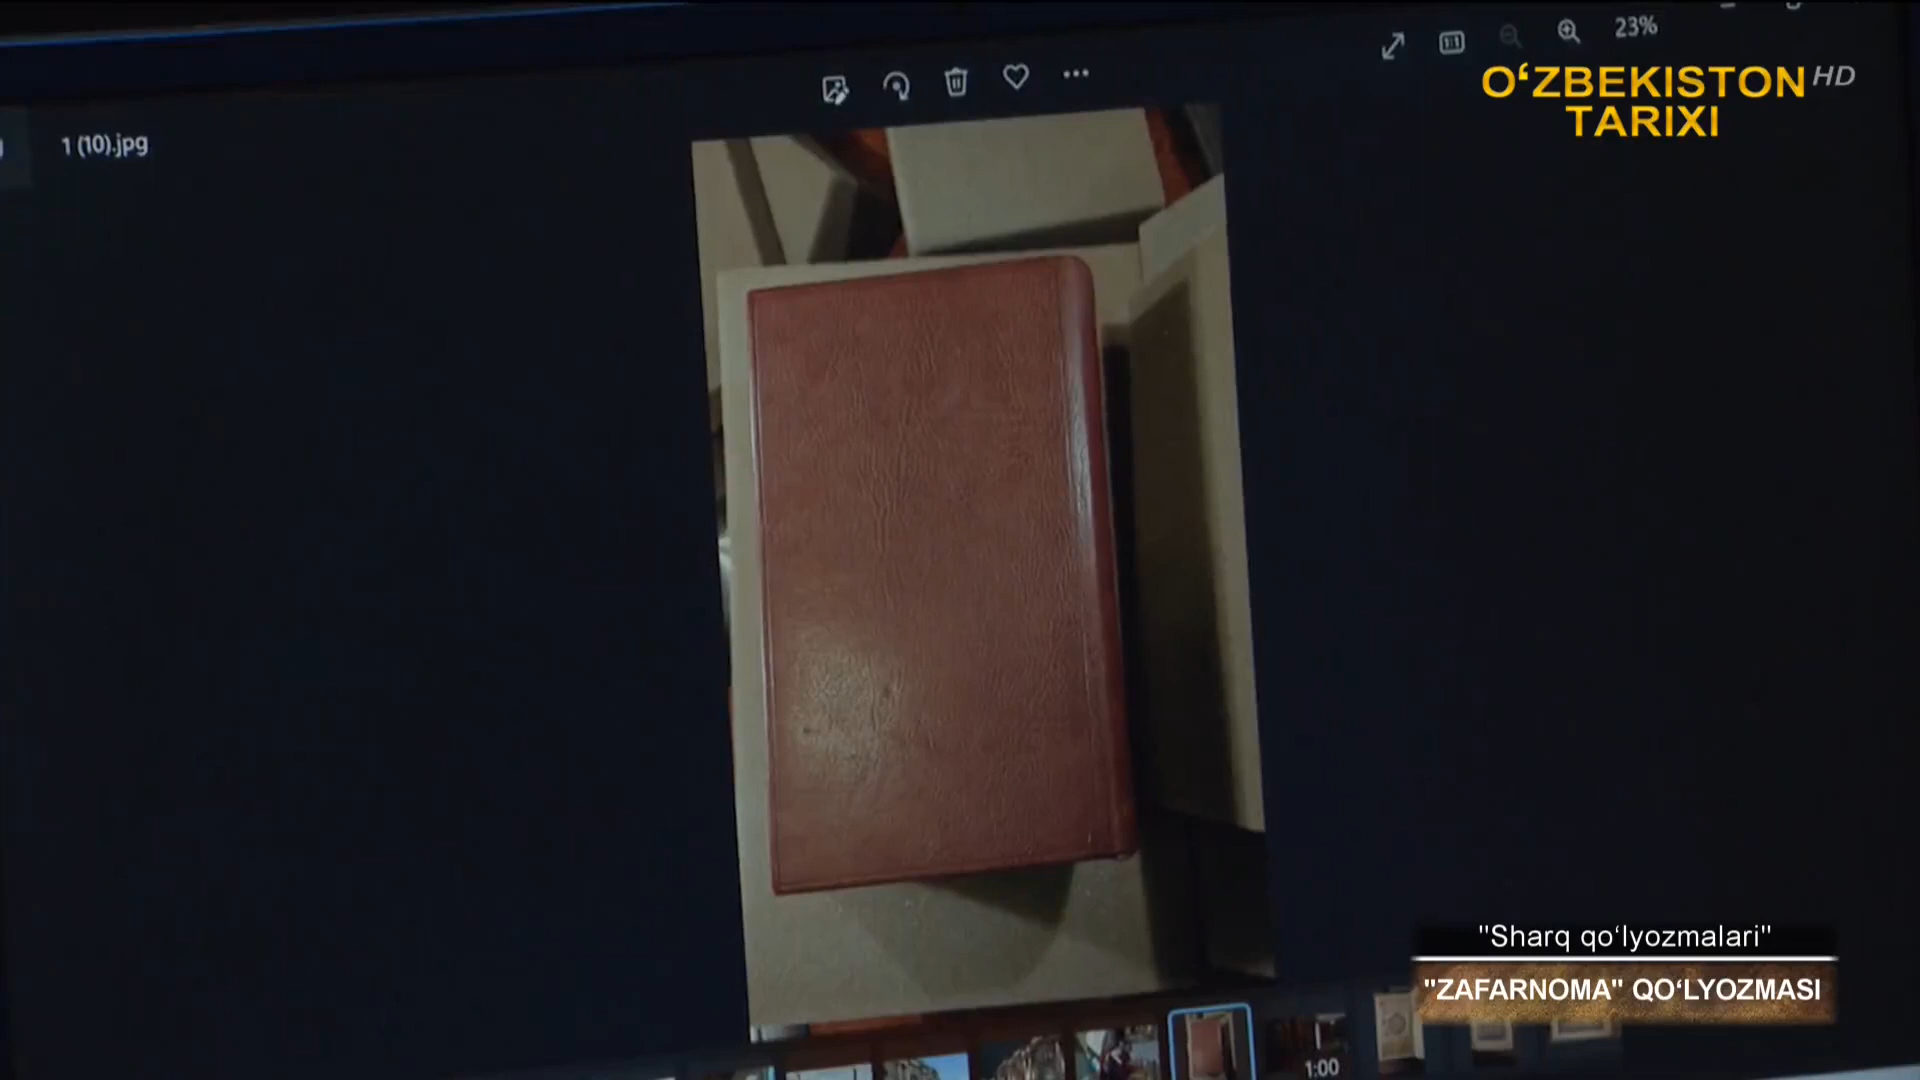 23%
O‘ZBEKISTON HD
TARIXI
1 (10).jpg
"Sharq qo‘lyozmalari"
"ZAFARNOMA" QO‘LYOZMASI
1:00